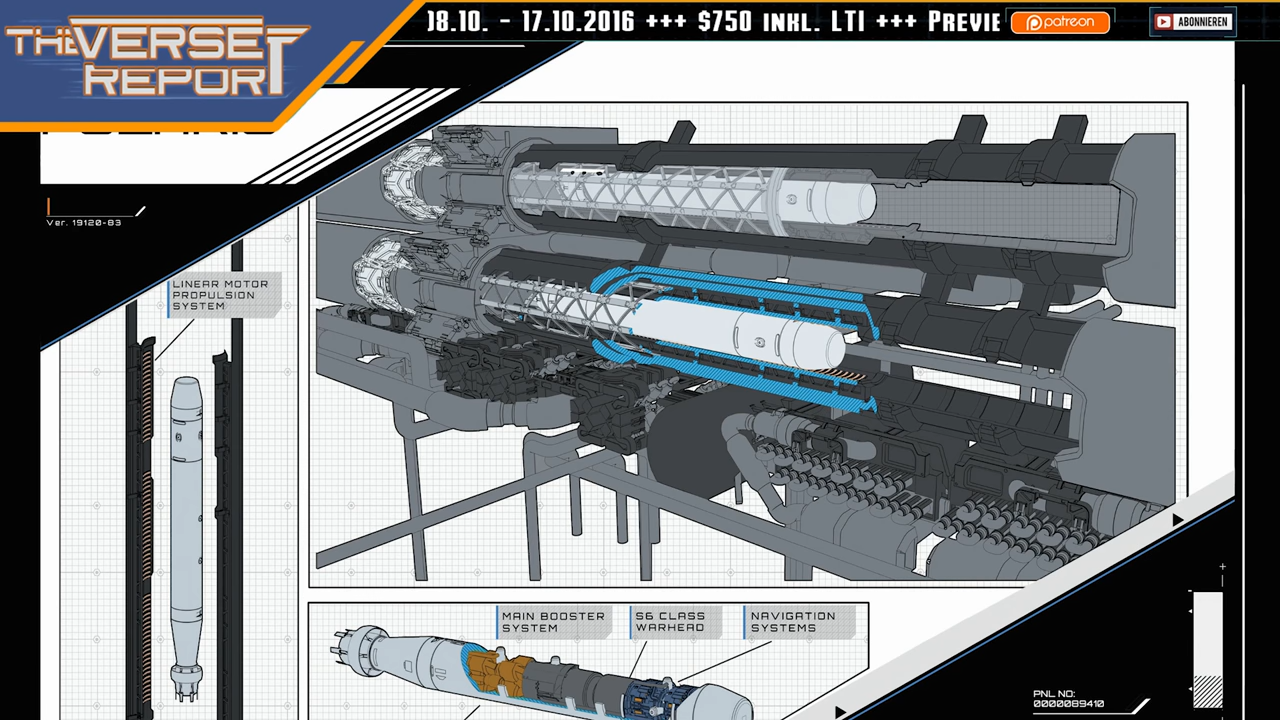 THE VERSE
REPORT
08.10. - 17.10.2016 +++ $750 INKL. LTI +++ PREVIE
patreon
ABONNIEREN
Ver. 19120-83
LINEAR MOTOR
PROPULSION
SYSTEM
MAIN BOOSTER
SYSTEM
S6 CLASS
WARHEAD
NAVIGATION
SYSTEMS
PNL NO:
0000089410